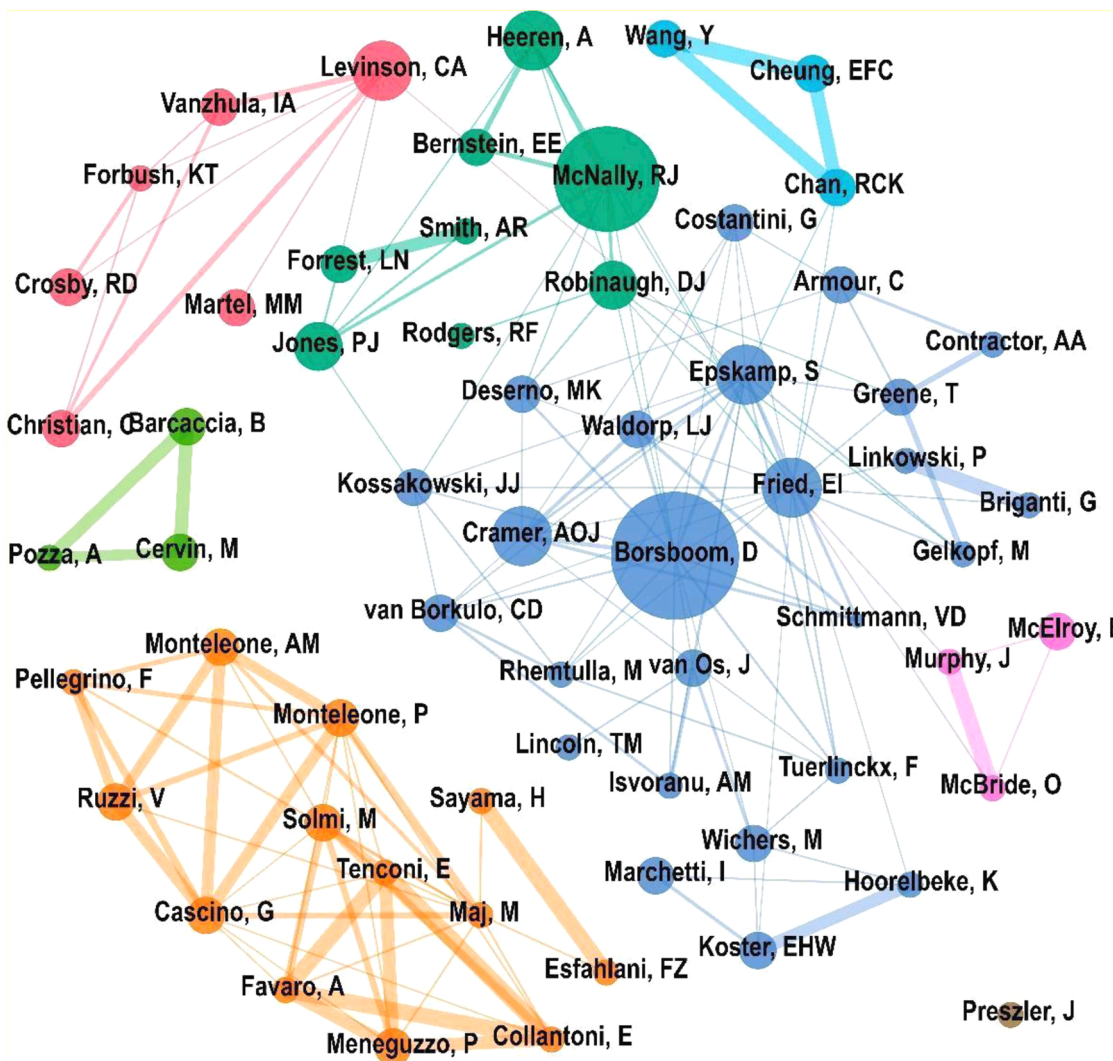 Heeren, A
Wang, Y
Levinson, CA
Cheung, EFC
Vanzhula, IA
Bernstein, EE
Forbush, KT
McNally, RJ
Chan, RCK
Costantini, G
Smith, AR
Forrest, LN
Crosby, RD
Robinaugh, DJ
Armour, C
Martel, MM
Rodgers, RF
Jones, PJ
Contractor, AA
Epskamp, S
Deserno, MK
Greene, T
Christian, C
Barcaccia, B
Waldorp, LJ
Linkowski, P
Kossakowski, JJ
Fried, EI
Briganti, G
Cramer, AOJ
Pozza, A
Cervin, M
Borsboom, D
Gelkopf, M
van Borkulo, CD
Schmittmann, VD
McElroy, E
Monteleone, AM
Murphy, J
Pellegrino, F
Rhemtulla, M
van Os, J
Monteleone, P
Lincoln, TM
Tuerlinckx, F
Isvoranu, AM
McBride, O
Ruzzi, V
Sayama, H
Solmi, M
Wichers, M
Tenconi, E
Marchetti, I
Hoorelbeke, K
Cascino, G
Maj, M
Koster, EHW
Esfahlani, FZ
Favaro, A
Preszler, J
Meneguzzo, P
Collantoni, E